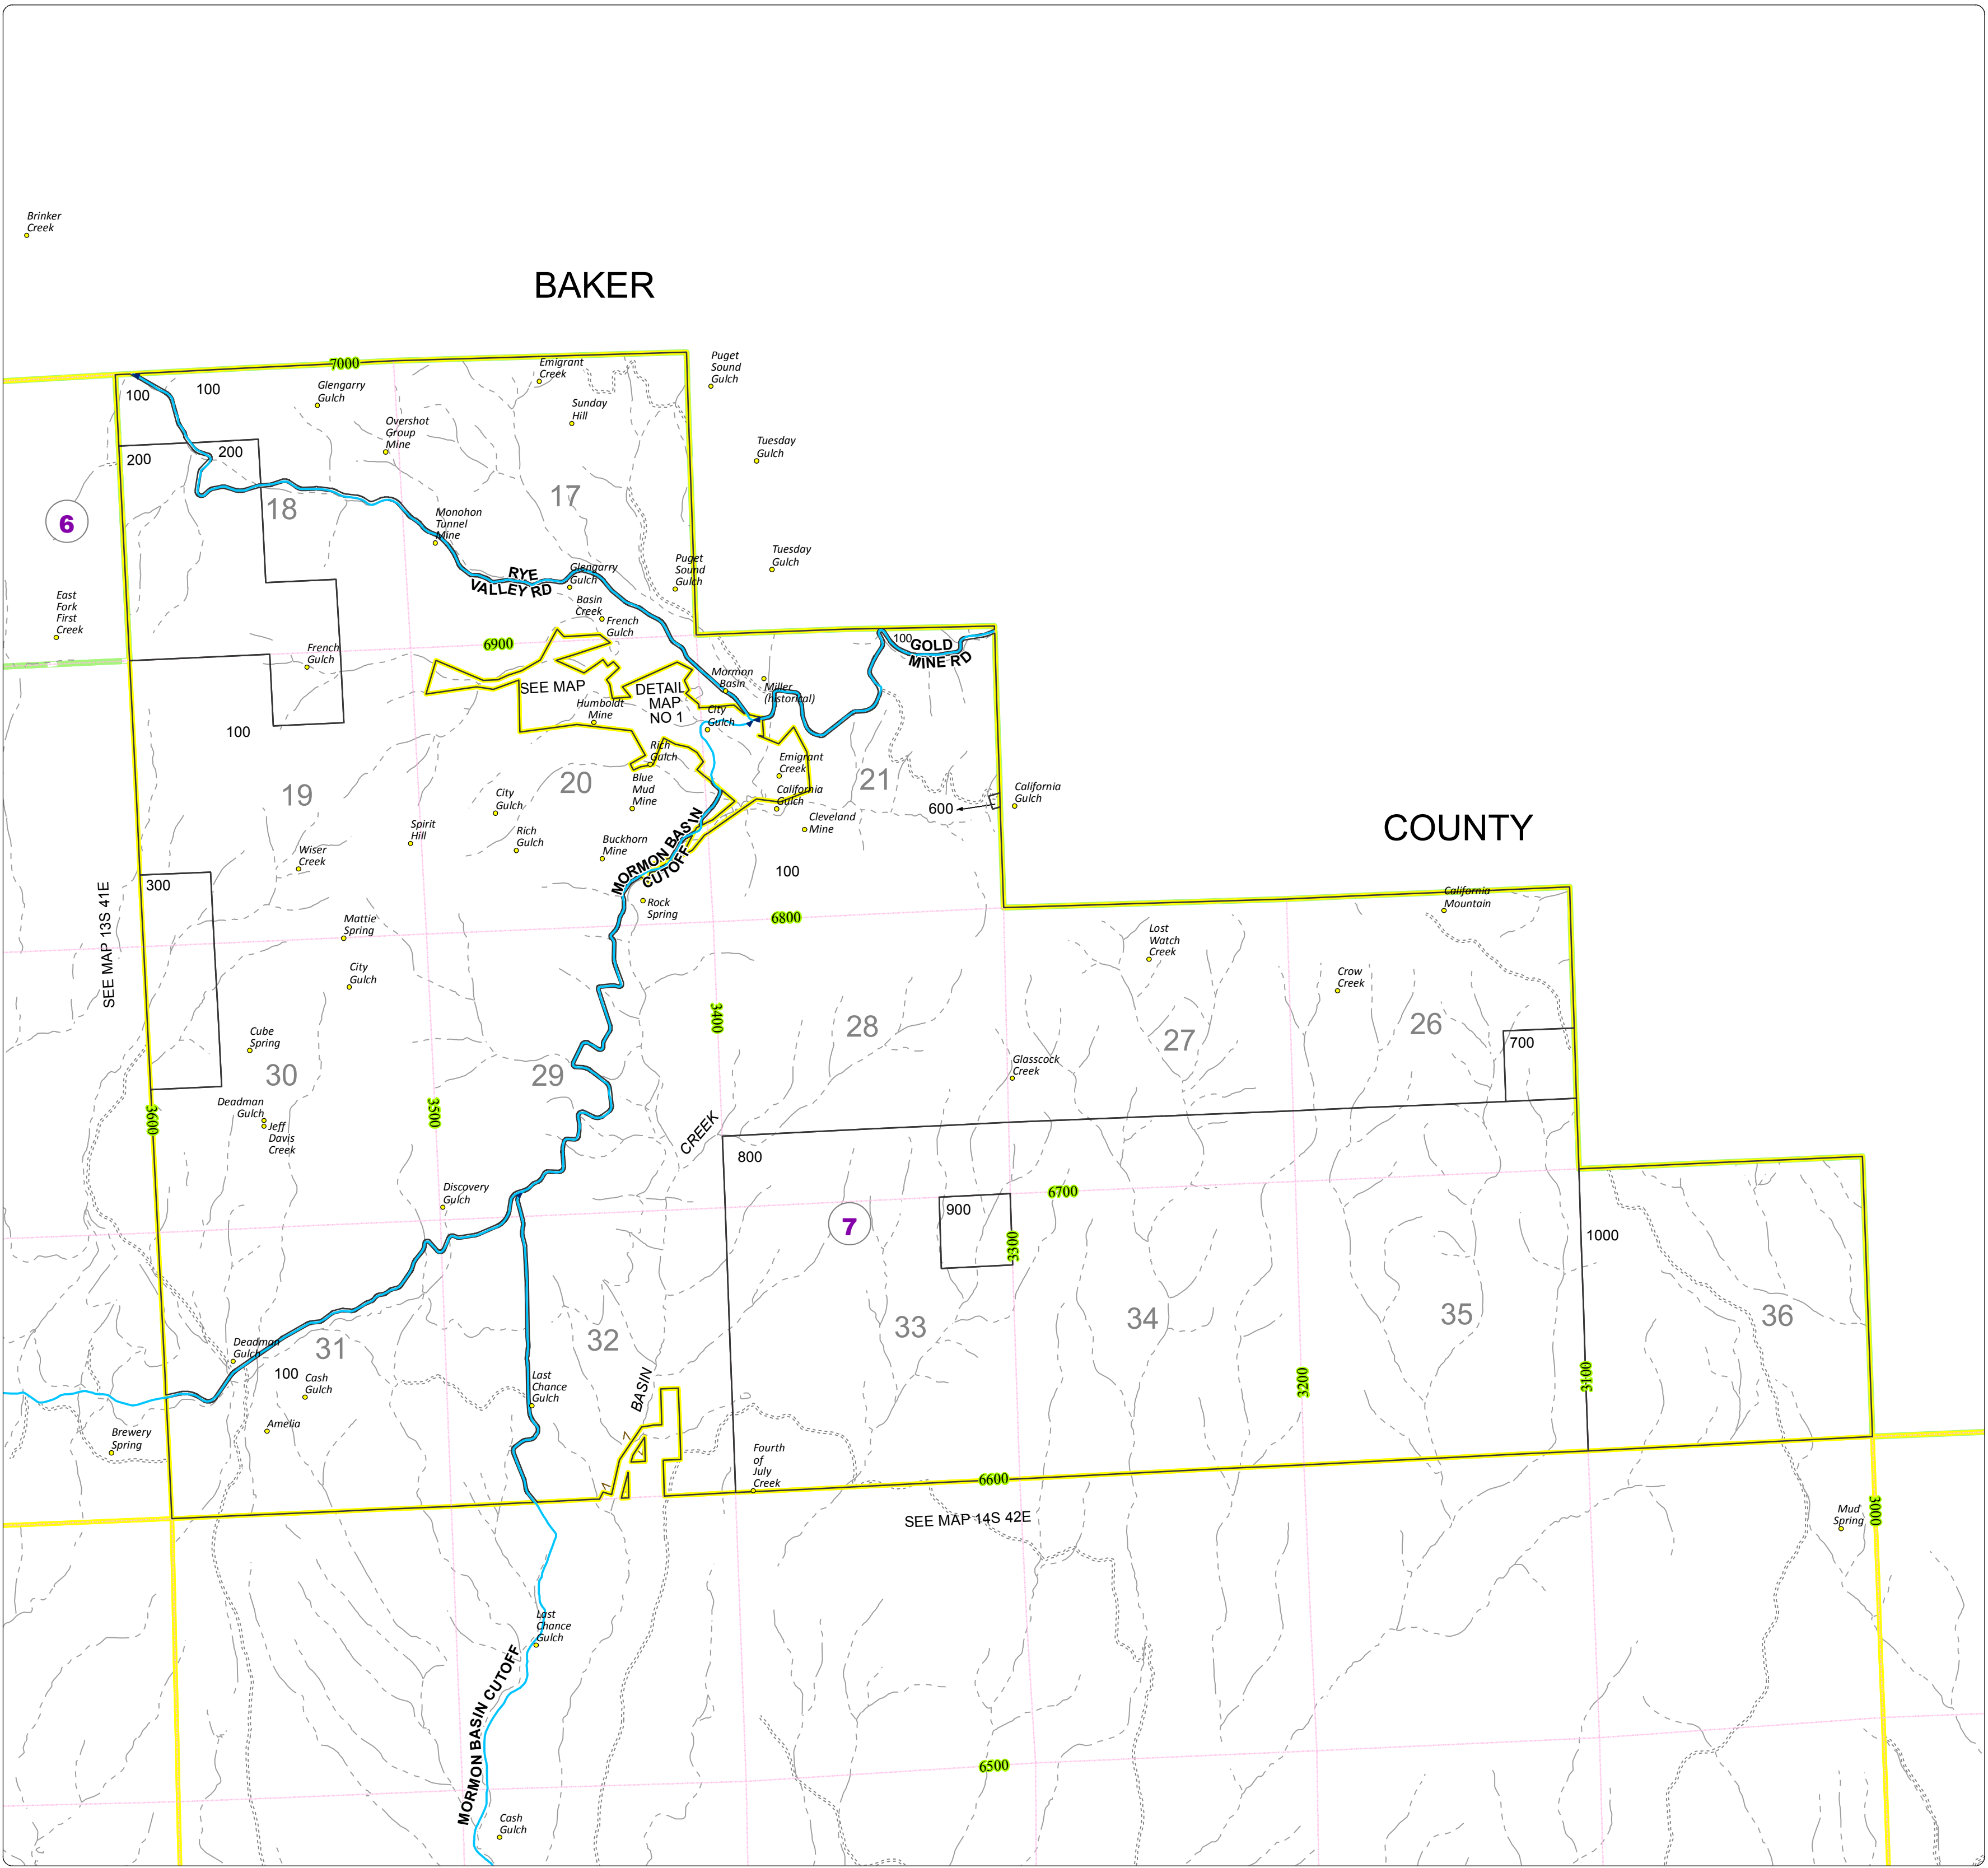 Brinker
Creek
BAKER
7000
Emigrant
Creek
Puget
Sound
Gulch
100
100
Glengarry
Gulch
Sunday
Hill
Overshot
Group
Mine
Tuesday
Gulch
200
200
18
17
6
Monohon
Tunnel
Mine
Tuesday
Gulch
RYE
VALLEY RD
Glengarry
Gulch
Puget
Sound
Gulch
East
Fork
First
Creek
Basin
Creek
French
Gulch
6900
100
GOLD
MINE RD
French
Gulch
SEE MAP
DETAIL
MAP
NO 1
Mormon
Basin
Miller
(historical)
Humboldt
Mine
City
Gulch
100
Rich
Gulch
Emigrant
Creek
19
20
21
City
Gulch
Blue
Mud
Mine
California
Gulch
600
California
Gulch
Spirit
Hill
Rich
Gulch
Cleveland
Mine
COUNTY
Wiser
Creek
Buckhorn
Mine
MORMON BASIN
CUTOFF
100
300
SEE MAP 13S 41E
Rock
Spring
California
Mountain
Mattie
Spring
6800
Lost
Watch
Creek
City
Gulch
Crow
Creek
3400
28
27
26
Cube
Spring
700
30
29
Glasscock
Creek
Deadman
Gulch
3600
3500
Jeff
Davis
Creek
CREEK
800
Discovery
Gulch
6700
900
7
3300
1000
31
32
33
34
35
36
Deadman
Gulch
100
Cash
Gulch
Last
Chance
Gulch
BASIN
3200
3100
Amelia
Brewery
Spring
Fourth
of
July
Creek
6600
SEE MAP 14S 42E
Mud
Spring
3000
Last
Chance
Gulch
MORMON BASIN CUTOFF
6500
Cash
Gulch